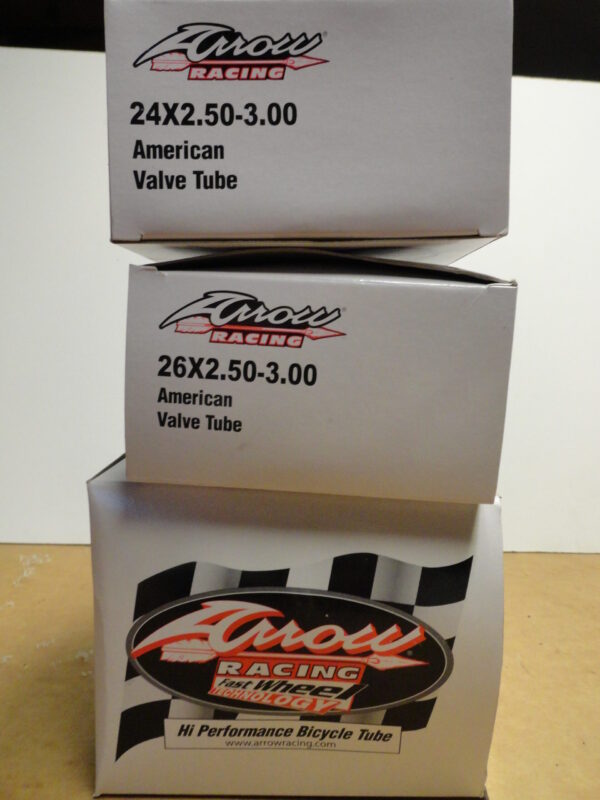 Arrow
RACING
24X2.50-3.00
American
Valve Tube
Arrow
RACING
26X2.50-3.00
American
Valve Tube
Arrow
RACING
Fast Wheel
TECHNOLOGY
Hi Performance Bicycle Tube
www.arrowracing.com